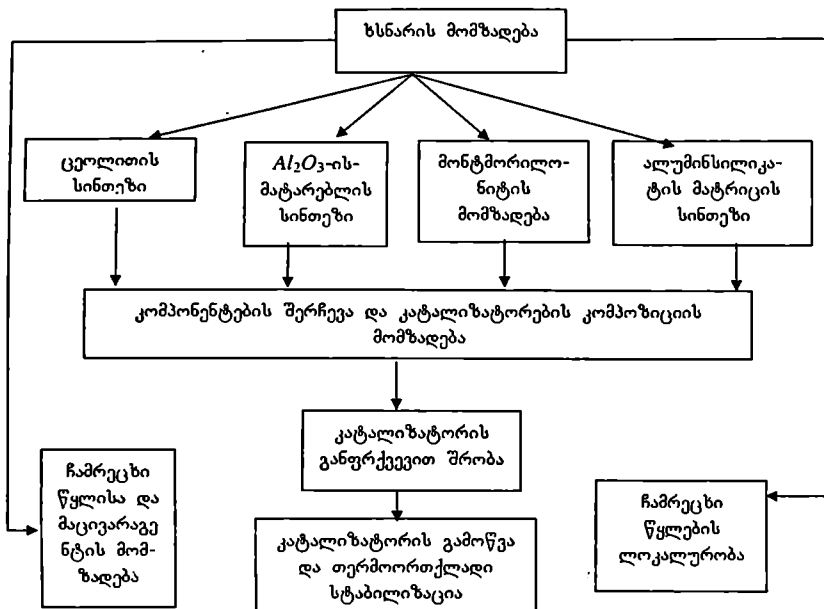 ხსნარის მომზადება
ცეოლითის
სინთეზი
Al₂O₃-ის-
მატარებლის
სინთეზი
მონტმორილო-
ნიტის
მომზადება
ალუმინსილიკა-
ტის მატრიცის
სინთეზი
კომპონენტების შერჩევა და კატალიზატორების კომპოზიციის
მომზადება
კატალიზატორის
განფრქვევით შრობა
ჩამრეცხი
წყლისა და
მაცივარაგე
ნტის მომ-
ზადება
კატალიზატორის გამოწვა
და თერმოორთქლადი
სტაბილიზაცია
ჩამრეცხი
წყლების
ლოკალურობა